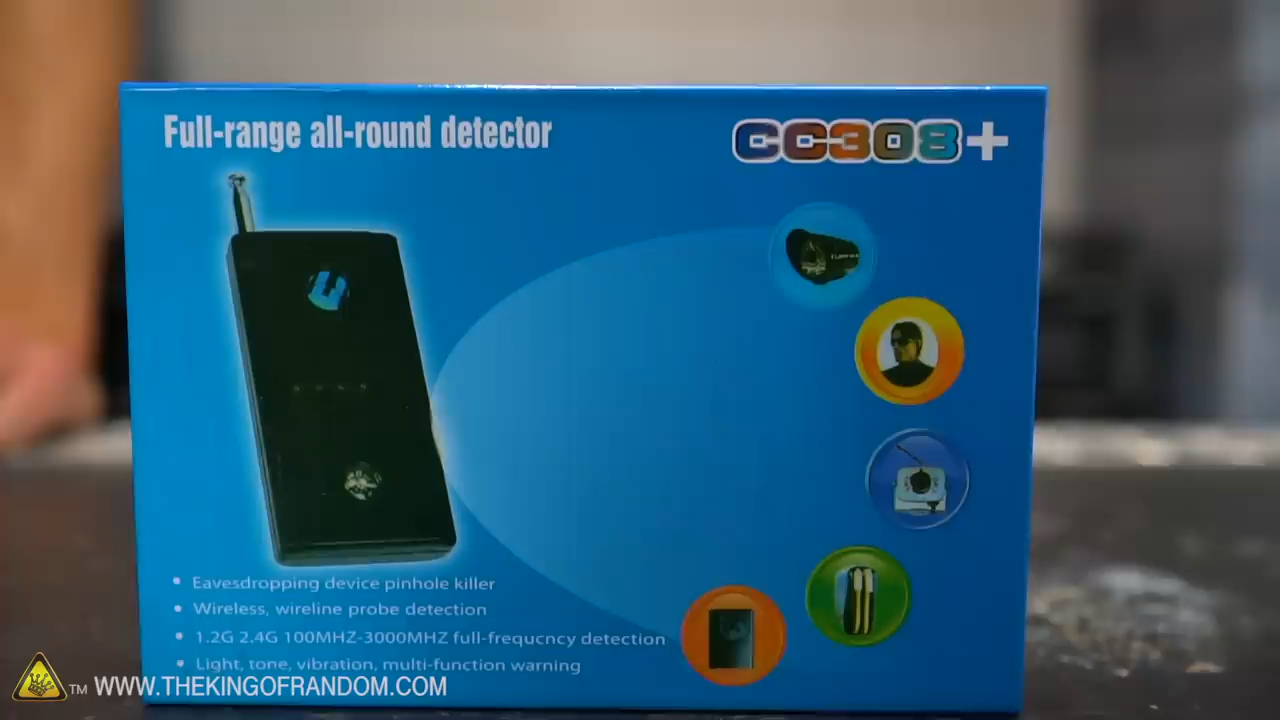 Full-range all-round detector
CC308+
Eavesdropping device pinhole killer
Wireless, wireline probe detection
1.2G 2.4G 100MHZ-3000MHZ full-frequcncy detection
Light, tone, vibration, multi-function warning
TM WWW.THEKINGOFRANDOM.COM